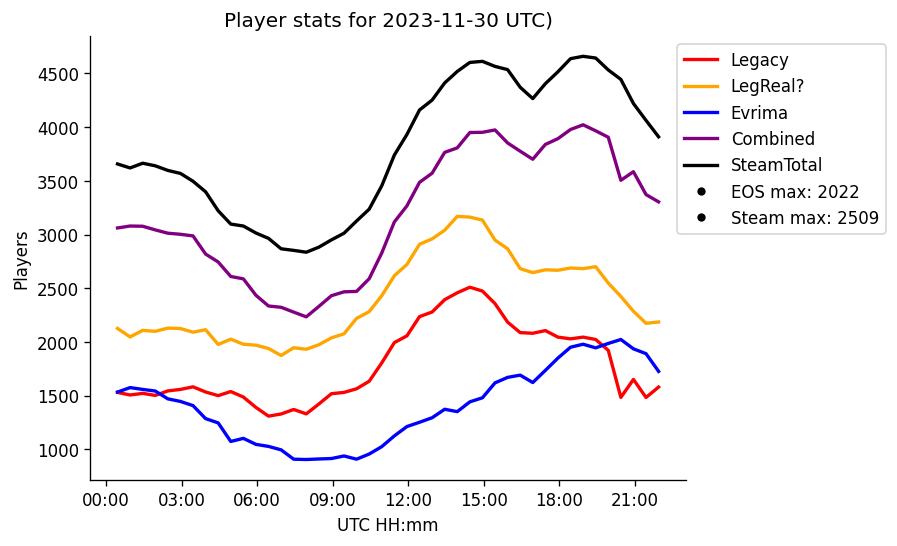 Player stats for 2023-11-30 UTC)
Legacy
LegReal?
Evrima
Combined
SteamTotal
EOS max: 2022
Steam max: 2509
Players
4500
4000
3500
3000
2500
2000
1500
1000
00:00 03:00 06:00 09:00 12:00 15:00 18:00 21:00
UTC HH:mm